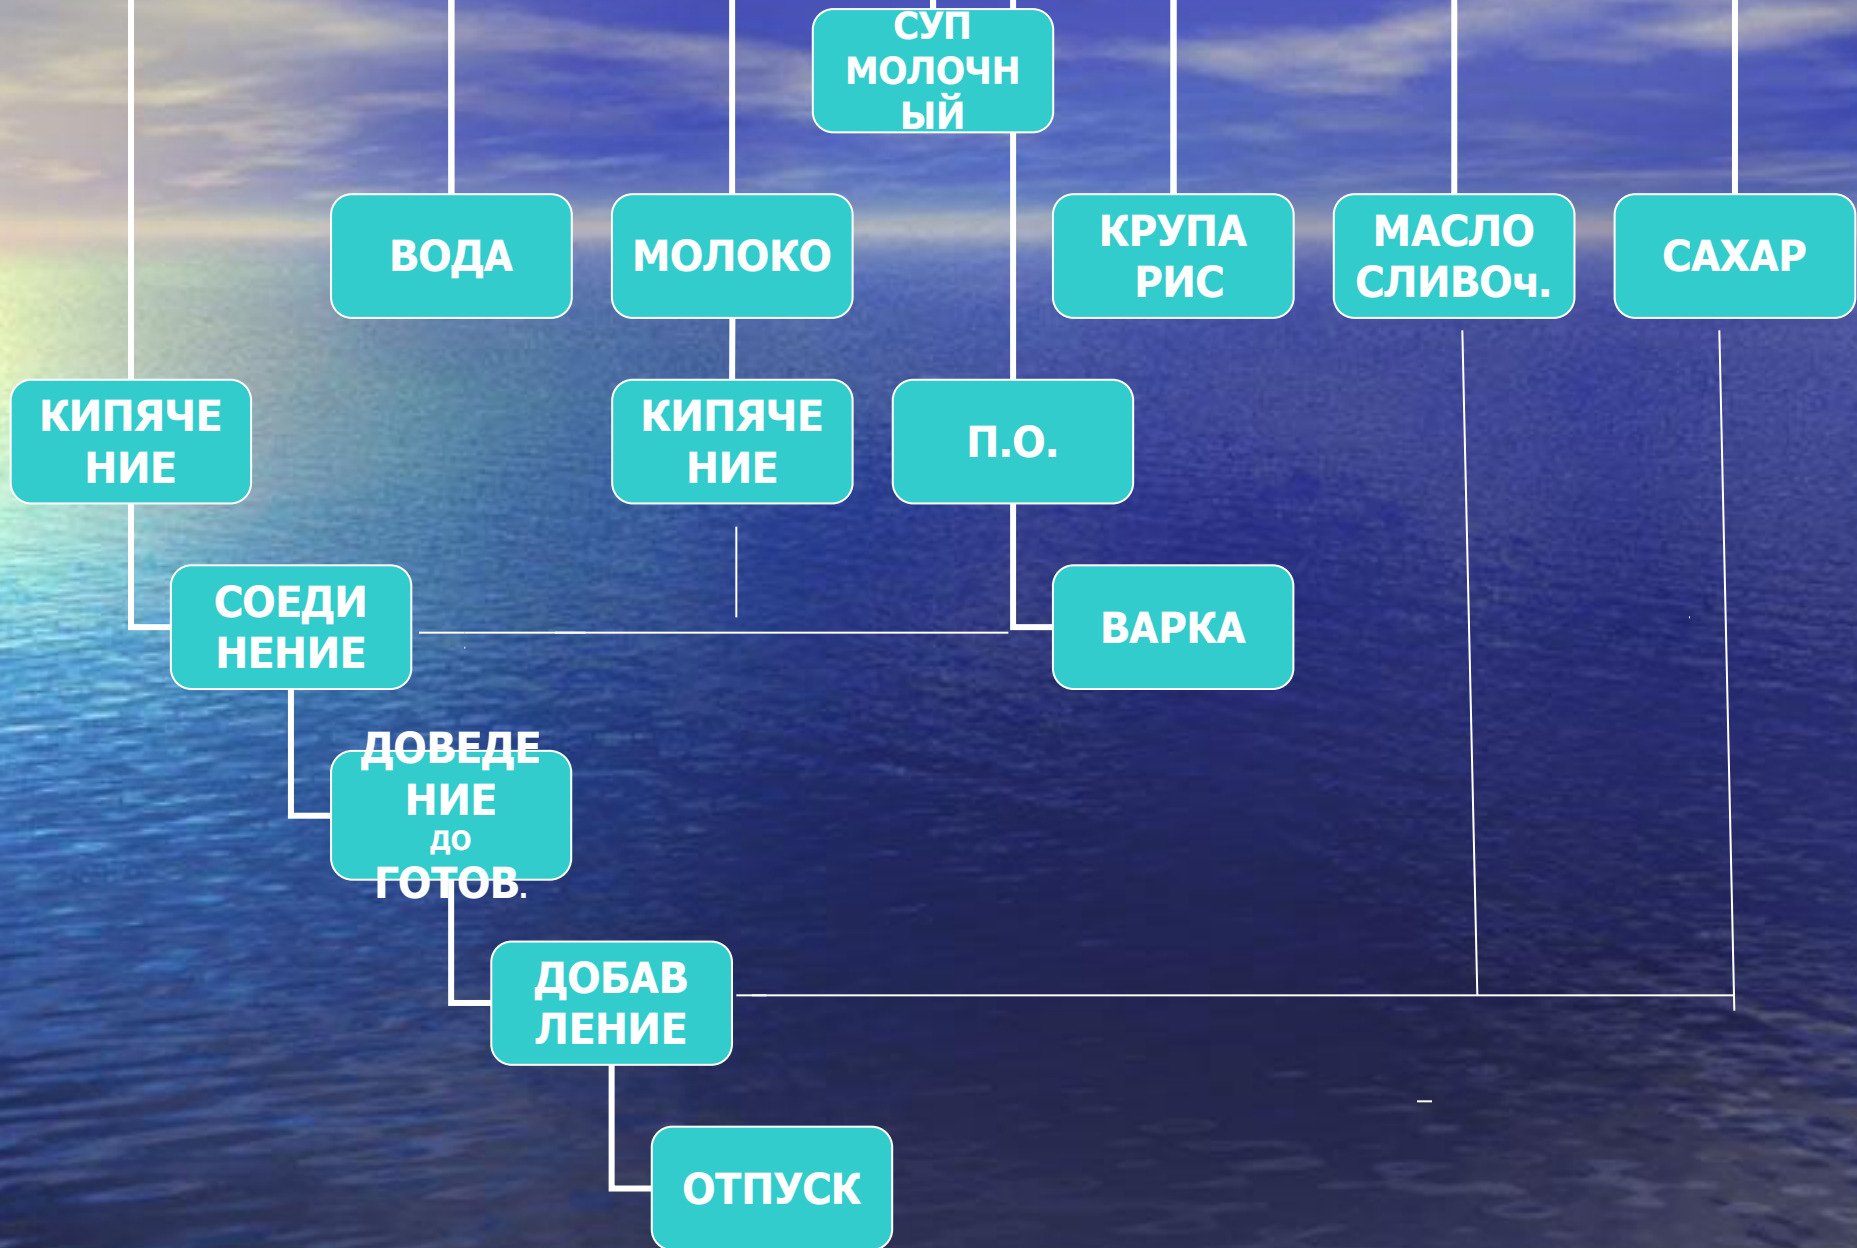 СУП
МОЛОЧН
ЫЙ
ВОДА
МОЛОКО
КРУПА
РИС
МАСЛО
СЛИВОч.
САХАР
КИПЯЧЕ
НИЕ
КИПЯЧЕ
НИЕ
П.О.
СОЕДИ
НЕНИЕ
ВАРКА
ДОВЕДЕ
НИЕ
ДО
ГОТОВ.
ДОБАВ
ЛЕНИЕ
ОТПУСК